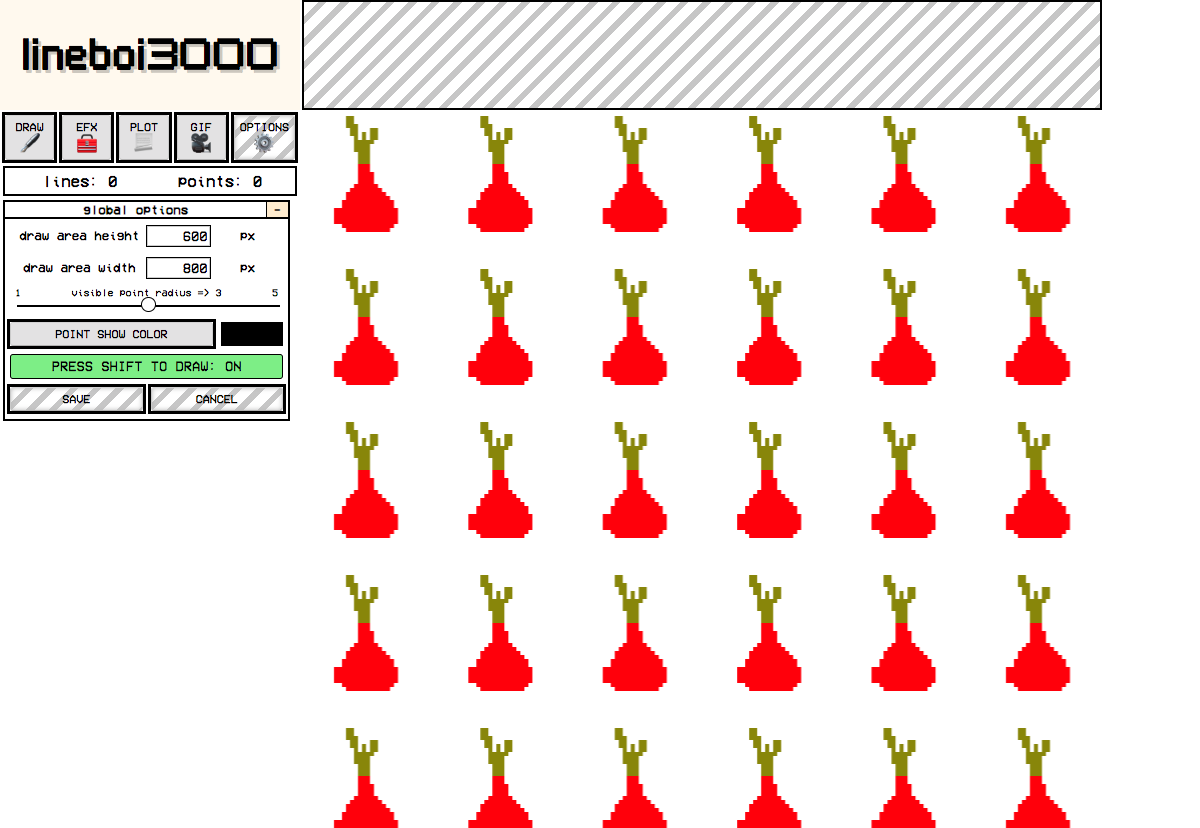 lineboi3000
DRAW EFX PLOT GIF OPTIONS
lines: 0 points: 0
global options -
draw area height 600 px
draw area width 800 px
1 visible point radius => 3 5
POINT SHOW COLOR
PRESS SHIFT TO DRAW: ON
SAVE CANCEL